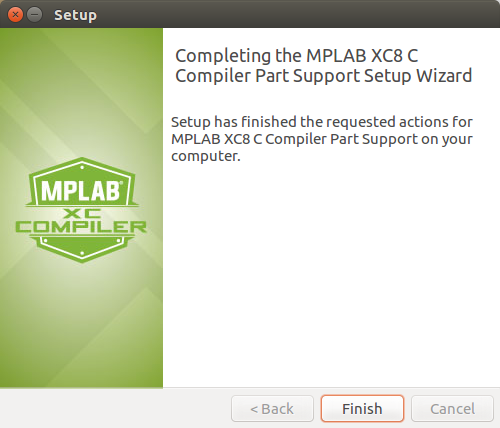 Setup
Completing the MPLAB XC8 C
Compiler Part Support Setup Wizard
Setup has finished the requested actions for
MPLAB XC8 C Compiler Part Support on your
computer.
MPLAB®
XC
COMPILER
< Back
Finish
Cancel